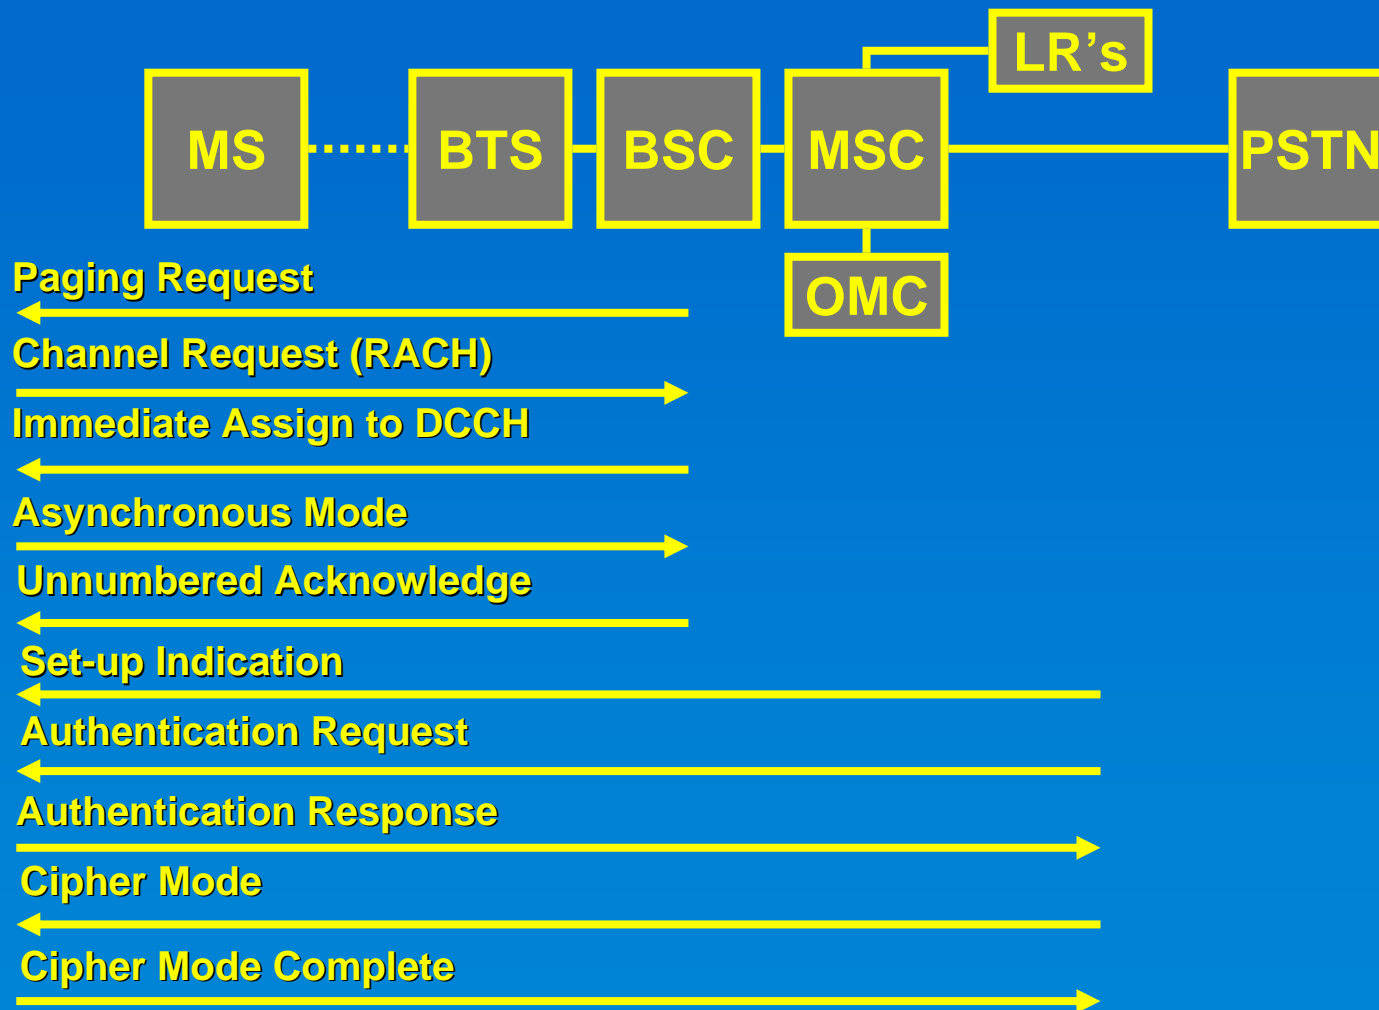 LR’s
MS
BTS
BSC
MSC
PSTN
OMC
Paging Request
Channel Request (RACH)
Immediate Assign to DCCH
Asynchronous Mode
Unnumbered Acknowledge
Set-up Indication
Authentication Request
Authentication Response
Cipher Mode
Cipher Mode Complete